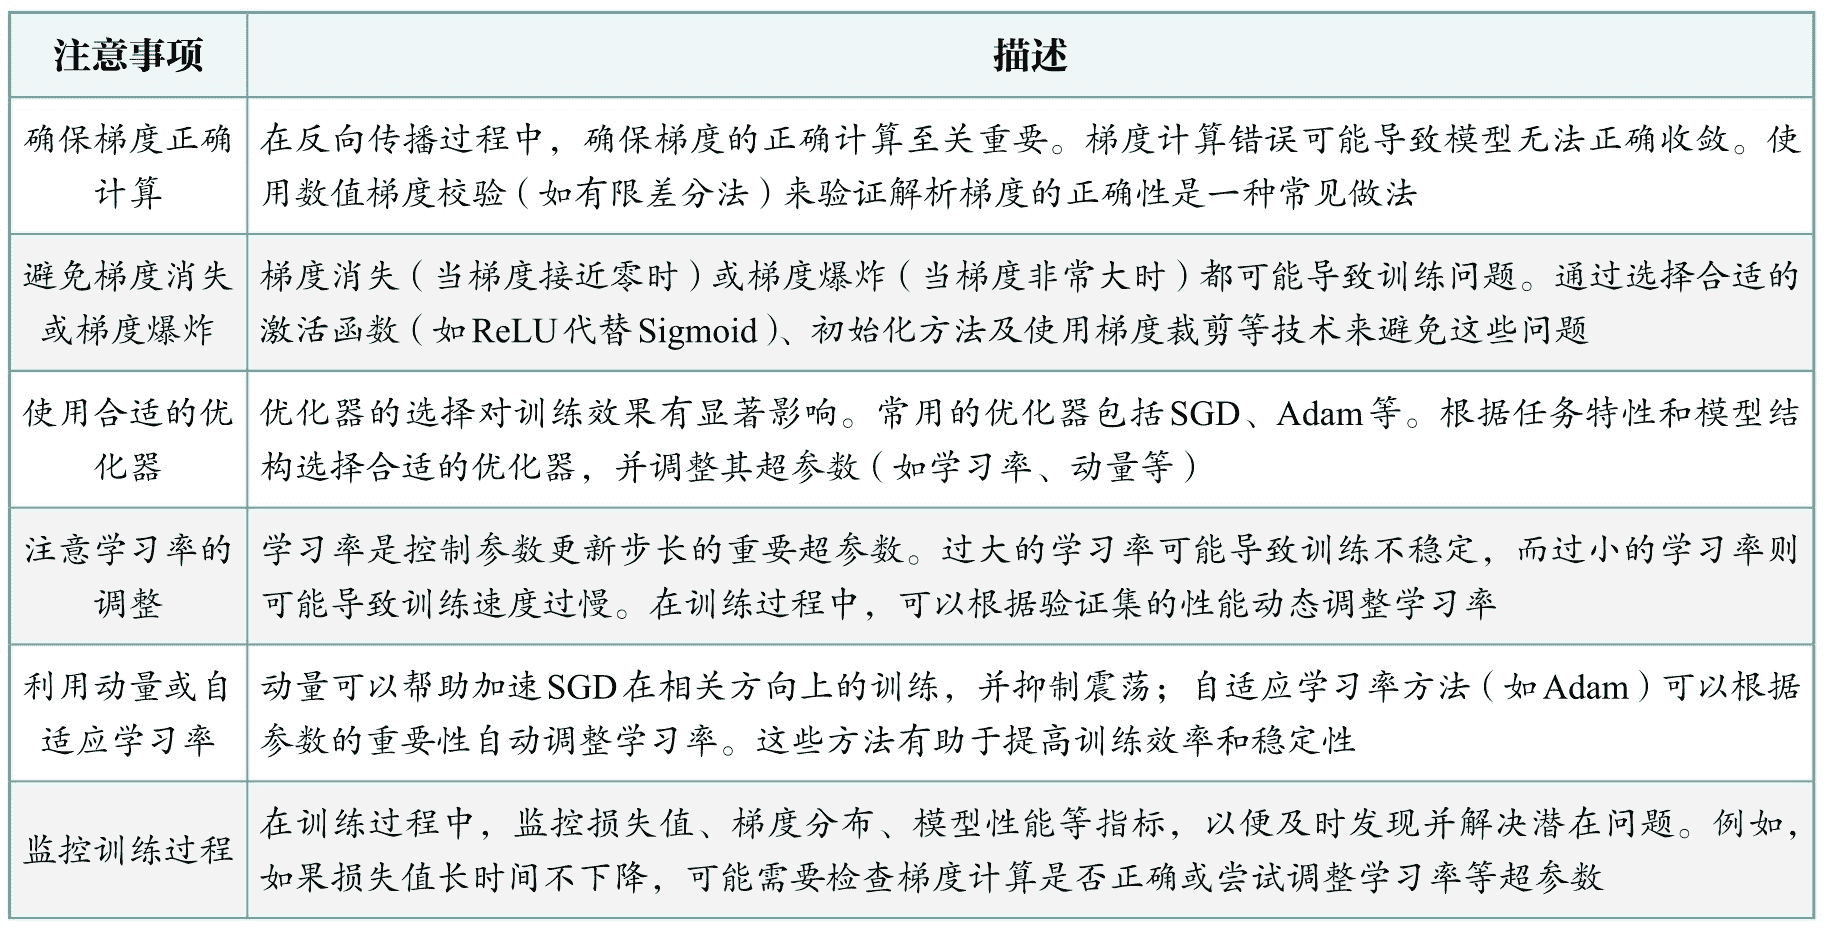 注意事项
描述
确保梯度正确
计算
在反向传播过程中，确保梯度的正确计算至关重要。梯度计算错误可能导致模型无法正确收敛。使
用数值梯度校验（如有限差分法）来验证解析梯度的正确性是一种常见做法
避免梯度消失
或梯度爆炸
梯度消失（当梯度接近零时）或梯度爆炸（当梯度非常大时）都可能导致训练问题。通过选择合适的
激活函数（如ReLU代替Sigmoid）、初始化方法及使用梯度裁剪等技术来避免这些问题
使用合适的优
化器
优化器的选择对训练效果有显著影响。常用的优化器包括SGD、Adam等。根据任务特性和模型结
构选择合适的优化器，并调整其超参数（如学习率、动量等）
注意学习率的
调整
学习率是控制参数更新步长的重要超参数。过大的学习率可能导致训练不稳定，而过小的学习率则
可能导致训练速度过慢。在训练过程中，可以根据验证集的性能动态调整学习率
利用动量或自
适应学习率
动量可以帮助加速SGD在相关方向上的训练，并抑制震荡；自适应学习率方法（如Adam）可以根据
参数的重要性自动调整学习率。这些方法有助于提高训练效率和稳定性
监控训练过程
在训练过程中，监控损失值、梯度分布、模型性能等指标，以便及时发现并解决潜在问题。例如，
如果损失值长时间不下降，可能需要检查梯度计算是否正确或尝试调整学习率等超参数